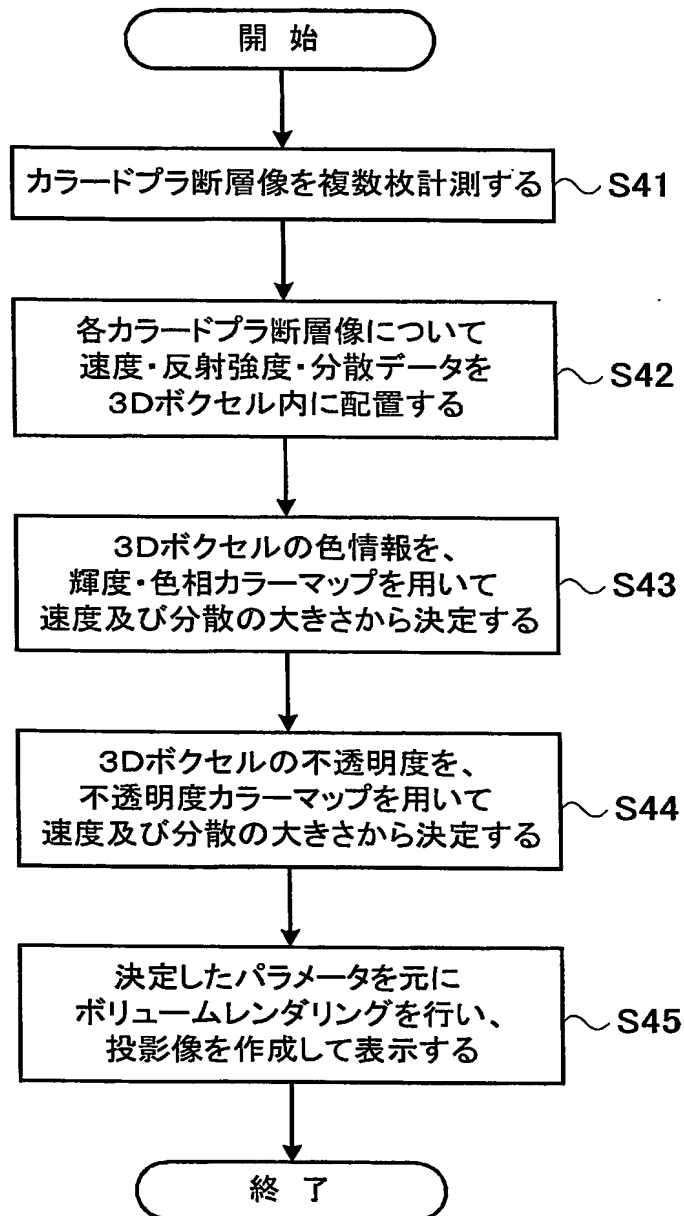 開 始
カラードプラ断層像を複数枚計測する S41
各カラードプラ断層像について
速度・反射強度・分散データを
3Dボクセル内に配置する
S42
3Dボクセルの色情報を、
輝度・色相カラーマップを用いて
速度及び分散の大きさから決定する
S43
3Dボクセルの不透明度を、
不透明度カラーマップを用いて
速度及び分散の大きさから決定する
S44
決定したパラメータを元に
ボリュームレンダリングを行い、
投影像を作成して表示する
S45
終 了